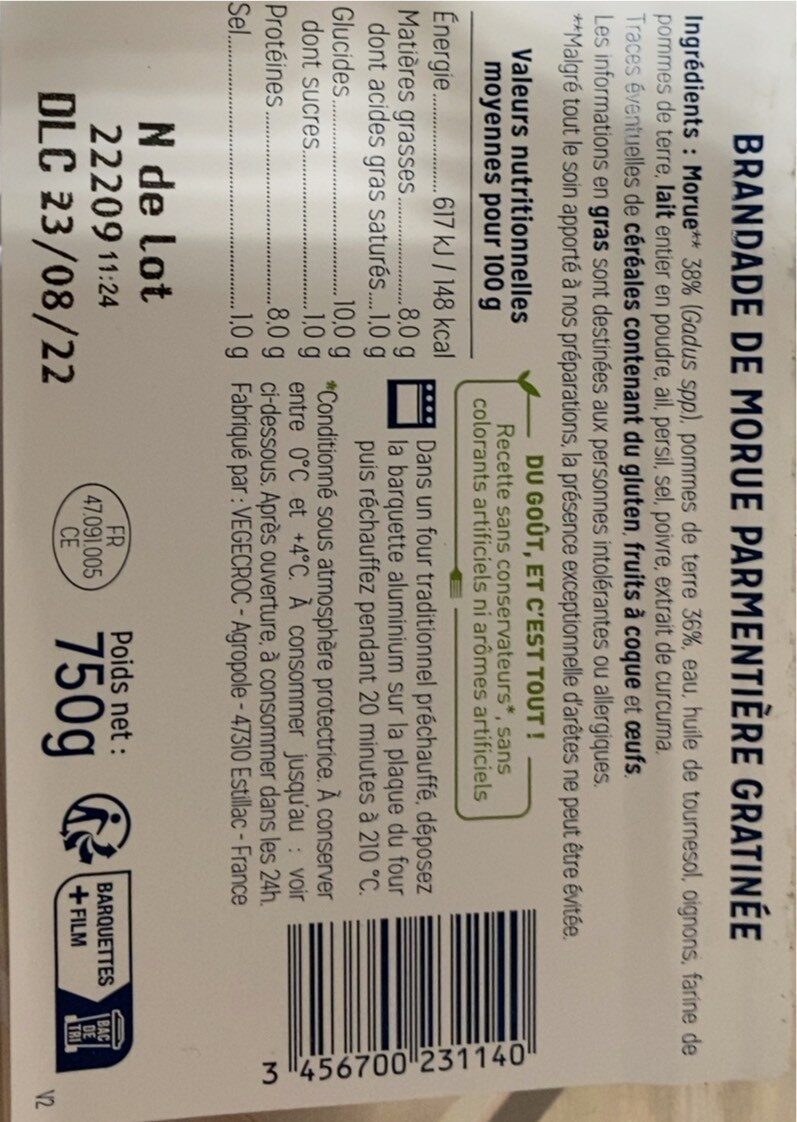 BRANDADE DE MORUE PARMENTIÈRE GRATINÉE
Ingrédients : Morue** 38% (Gadus spp), pommes de terre 36%, eau, huile de tournesol, oignons, farine de
pommes de terre, lait entier en poudre, ail, persil, sel, poivre, extrait de curcuma.
Traces éventuelles de céréales contenant du gluten, fruits à coque et œufs.
Les informations en gras sont destinées aux personnes intolérantes ou allergiques.
**Malgré tout le soin apporté à nos préparations, la présence exceptionnelle d'arêtes ne peut être évitée.
Valeurs nutritionnelles
moyennes pour 100 g
Énergie ............... 617 kJ / 148 kcal
Matières grasses ............... 8,0 g
dont acides gras saturés.... 1,0 g
Glucides ............... 10,0 g
dont sucres............... 1,0 g
Protéines ............... 8,0 g
Sel............... 1,0 g
DU GOÛT, ET C'EST TOUT !
Recette sans conservateurs*, sans
colorants artificiels ni arômes artificiels
Dans un four traditionnel préchauffé, déposez
la barquette aluminium sur la plaque du four
puis réchauffez pendant 20 minutes à 210 °C.
*Conditionné sous atmosphère protectrice. À conserver
entre 0°C et +4°C. À consommer jusqu'au : voir
ci-dessous. Après ouverture, à consommer dans les 24h.
Fabriqué par : VEGECROC - Agropole - 47310 Estillac - France
3 456700 231140
N de Lot
22209 11:24
DLC 23/08/22
FR
47.091.005
CE
Poids net :
750g
BARQUETTES
+ FILM
BAC
DE
TRI
V2